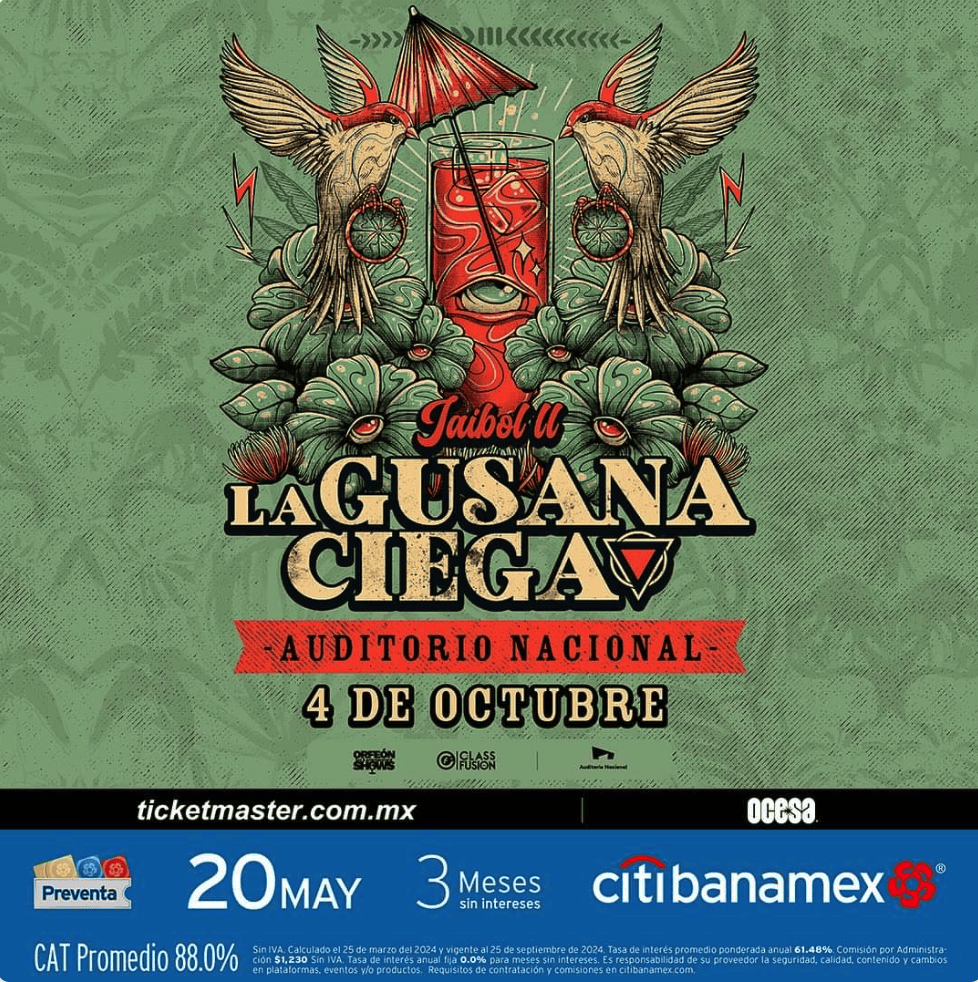 Jaibol II
LA GUSANA
CIEGA
-AUDITORIO NACIONAL-
4 DE OCTUBRE
ORFEÓN
SHOWS
CLASS
FUSION
Auditorio Nacional
ticketmaster.com.mx
ocesa
Preventa
20 MAY
3 Meses
sin intereses
citibanamex®
CAT Promedio 88.0%
Sin IVA. Calculado el 25 de marzo del 2024 y vigente al 25 de septiembre de 2024. Tasa de interés promedio ponderada anual 61.48%. Comisión por Administra-
ción $1,230 Sin IVA. Tasa de interés anual fija 0.0% para meses sin intereses. Es responsabilidad de su proveedor la seguridad, calidad, contenido y cambios
en plataformas, eventos y/o productos. Requisitos de contratación y comisiones en citibanamex.com.